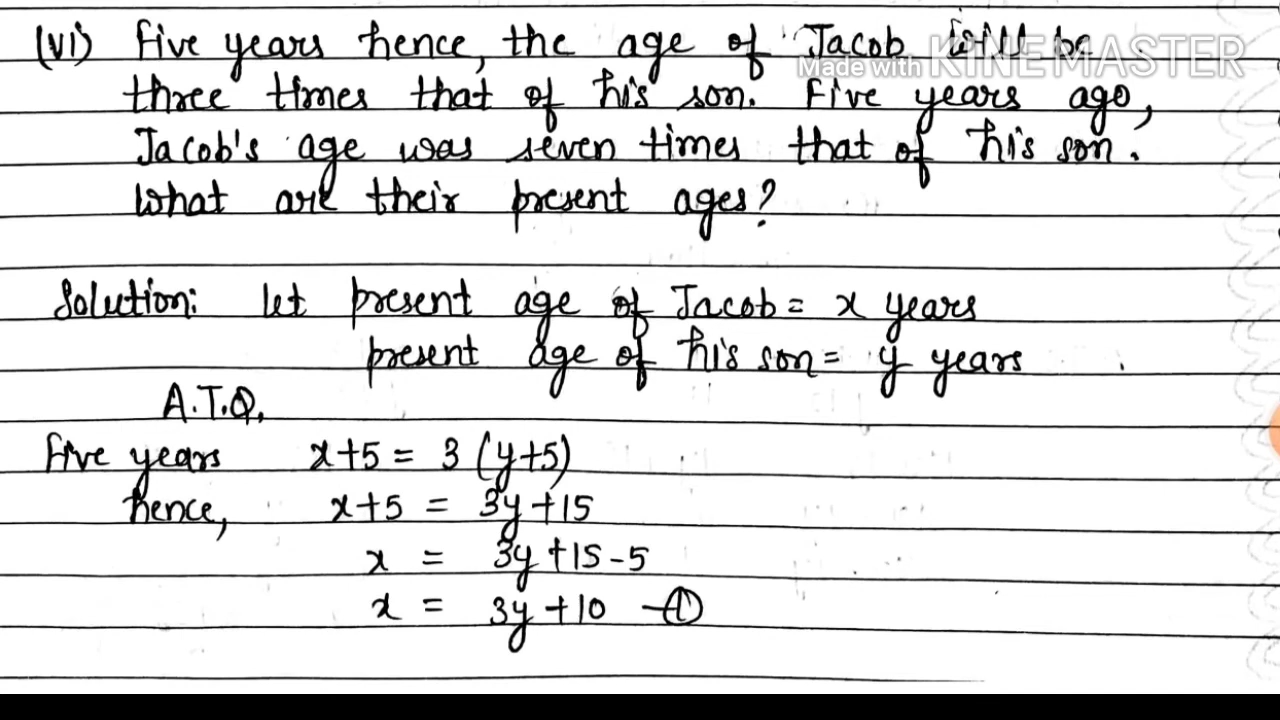 (VI) Five years hence, the age of Jacob will be
Made with KINEMASTER
three times that of his son. Five years ago,
Jacob's age was seven times that of his son.
What are their present ages?
Solution: let present age of Jacob = x years
present age of his son = y years
A.T.Q.
Five years x+5 = 3 (y+5)
hence, x+5 = 3y+15
x = 3y+15-5
x = 3y+10 —①